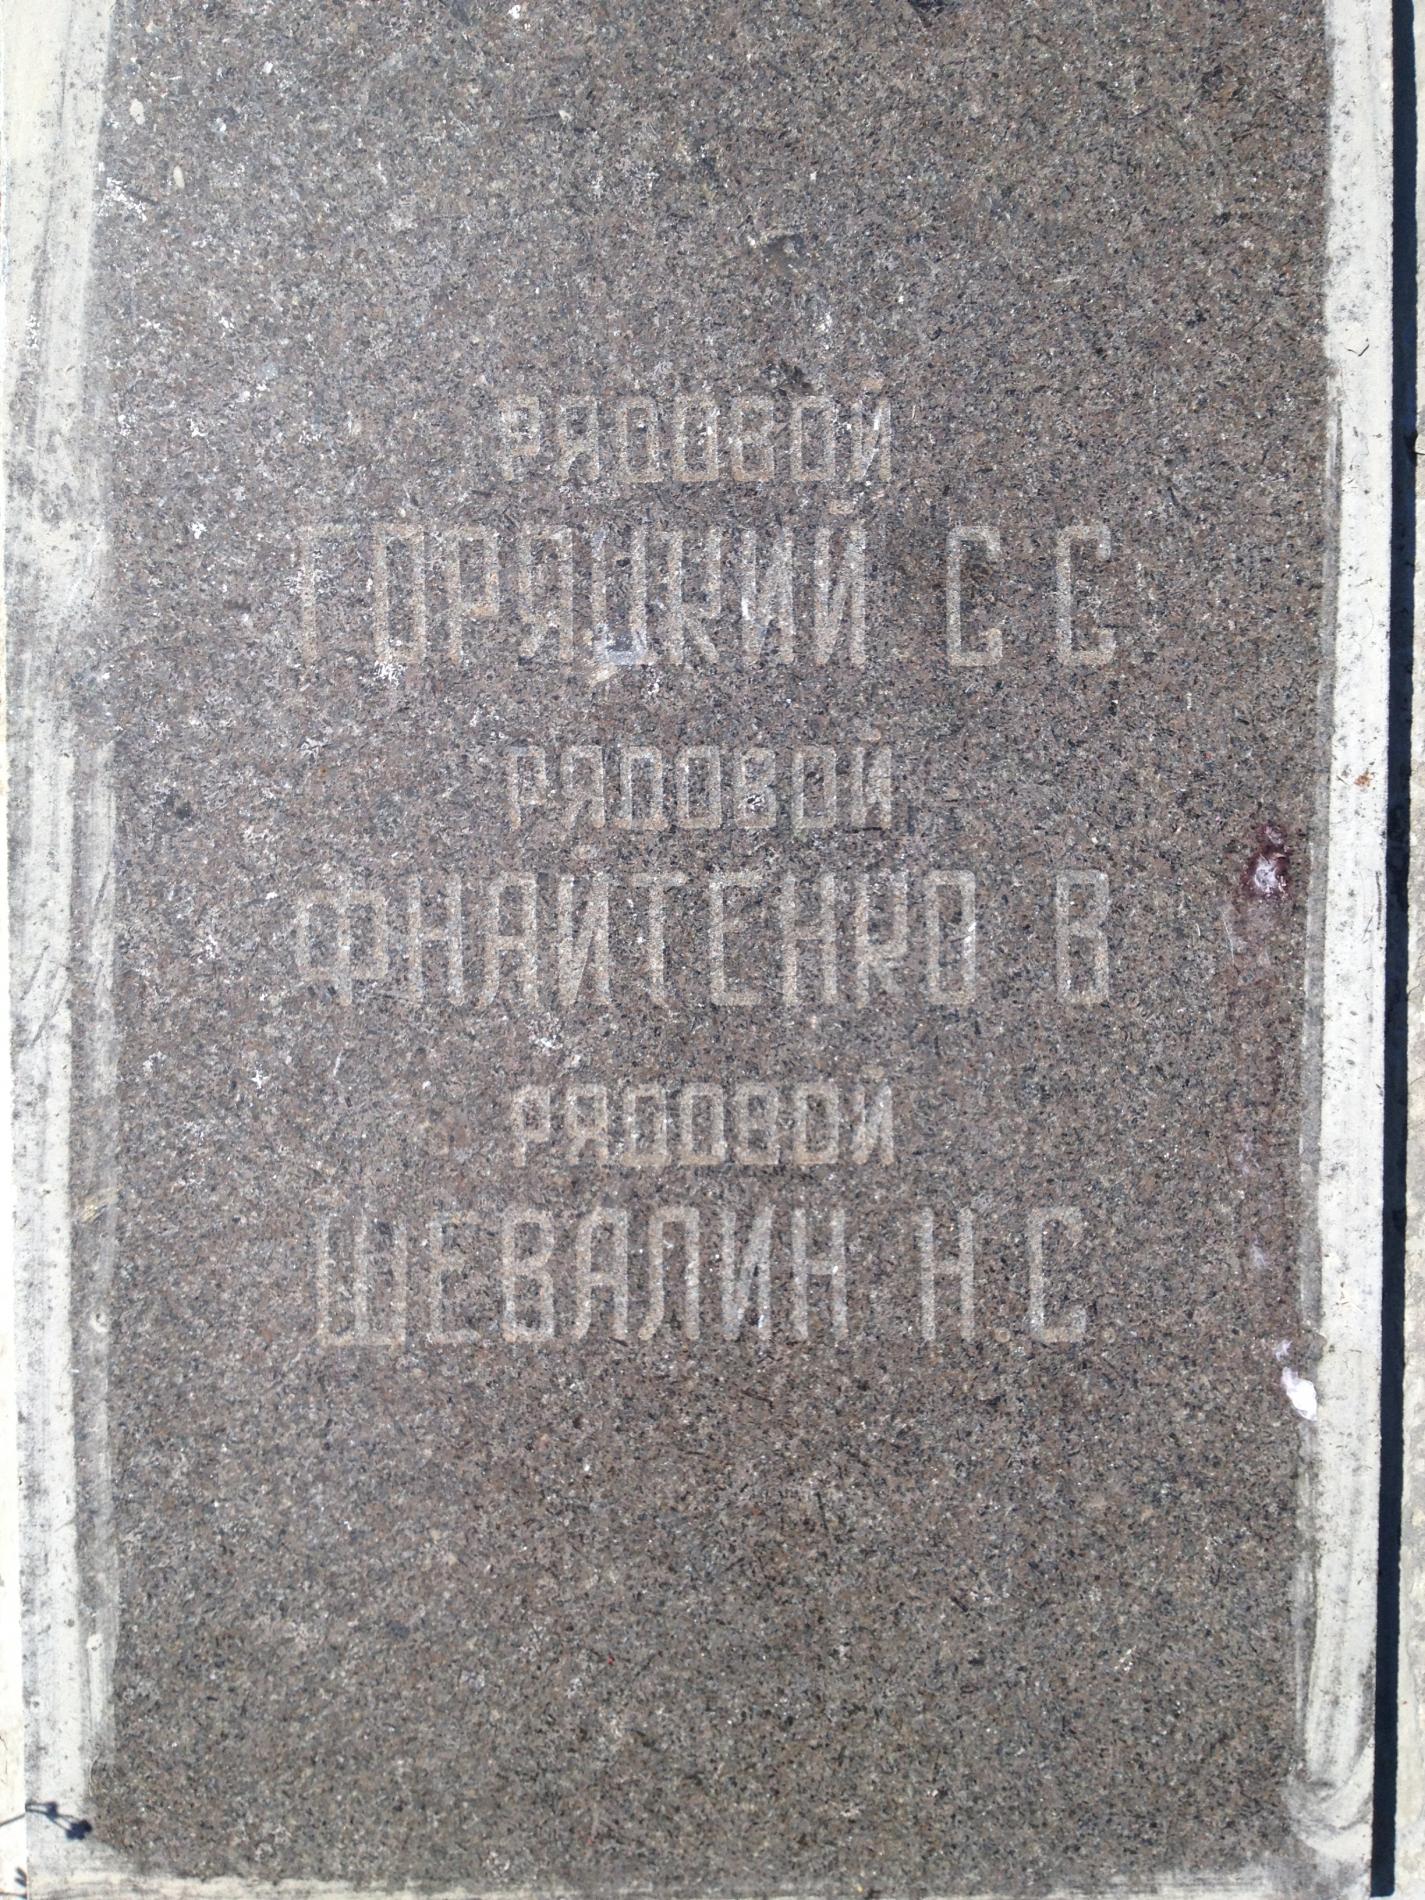 РЯДОВОЙ
ГОРЯЦКИЙ С С
РЯДОВОЙ
ФНАЙТЕНКО В
РЯДОВОЙ
ШЕВАЛИН Н.С